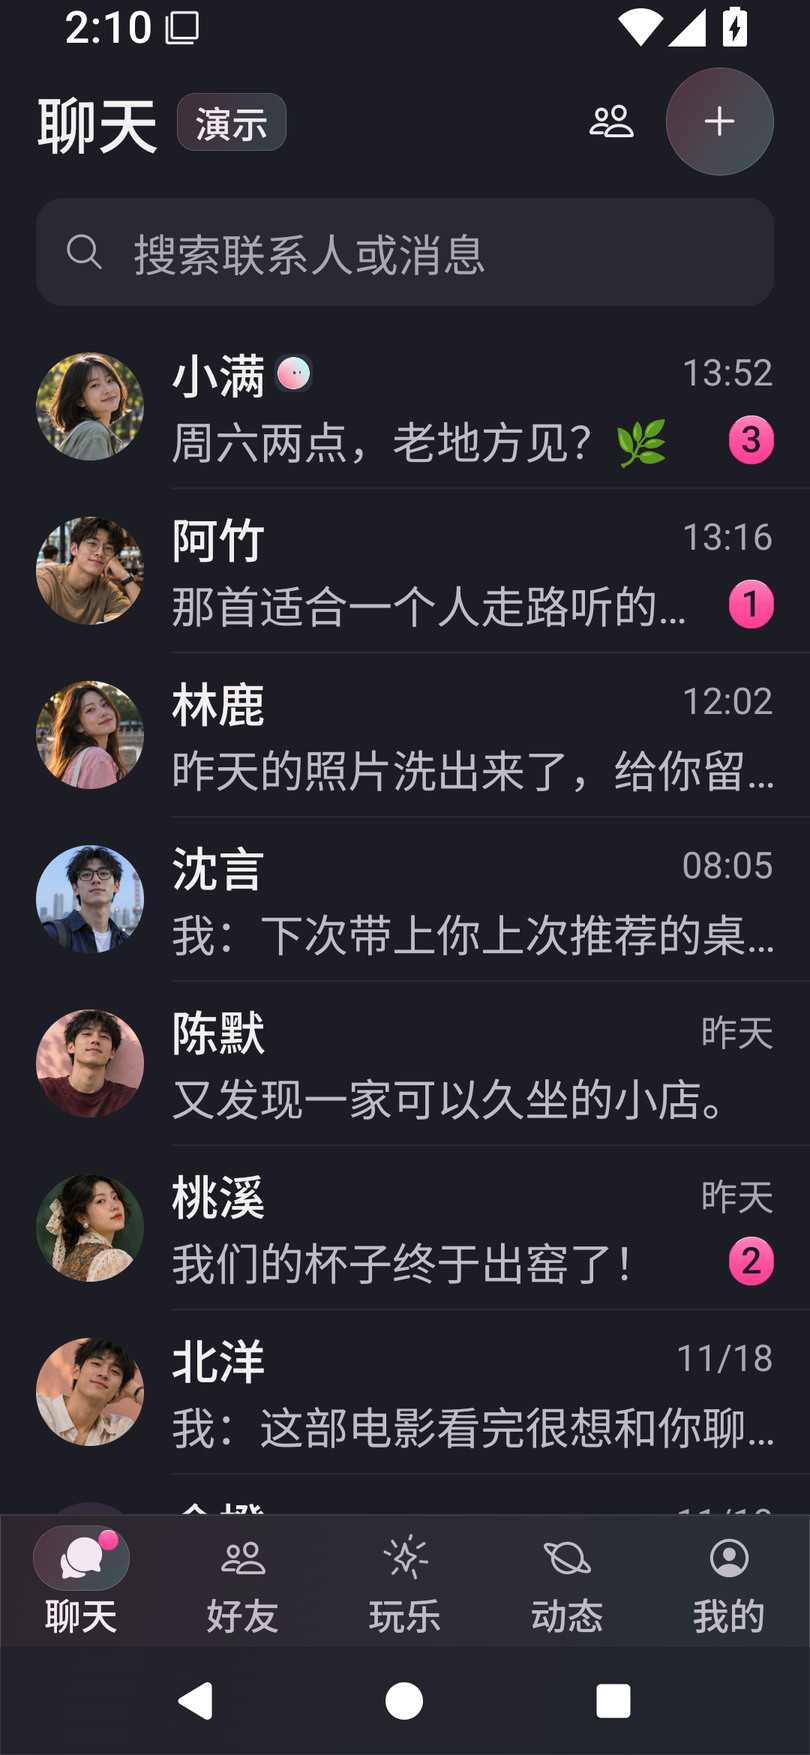 2:10
聊天 演示
搜索联系人或消息
小满 13:52
周六两点，老地方见？🌿 3
阿竹 13:16
那首适合一个人走路听的... 1
林鹿 12:02
昨天的照片洗出来了，给你留...
沈言 08:05
我：下次带上你上次推荐的桌...
陈默 昨天
又发现一家可以久坐的小店。
桃溪 昨天
我们的杯子终于出窑了！ 2
北洋 11/18
我：这部电影看完很想和你聊...
聊天 好友 玩乐 动态 我的